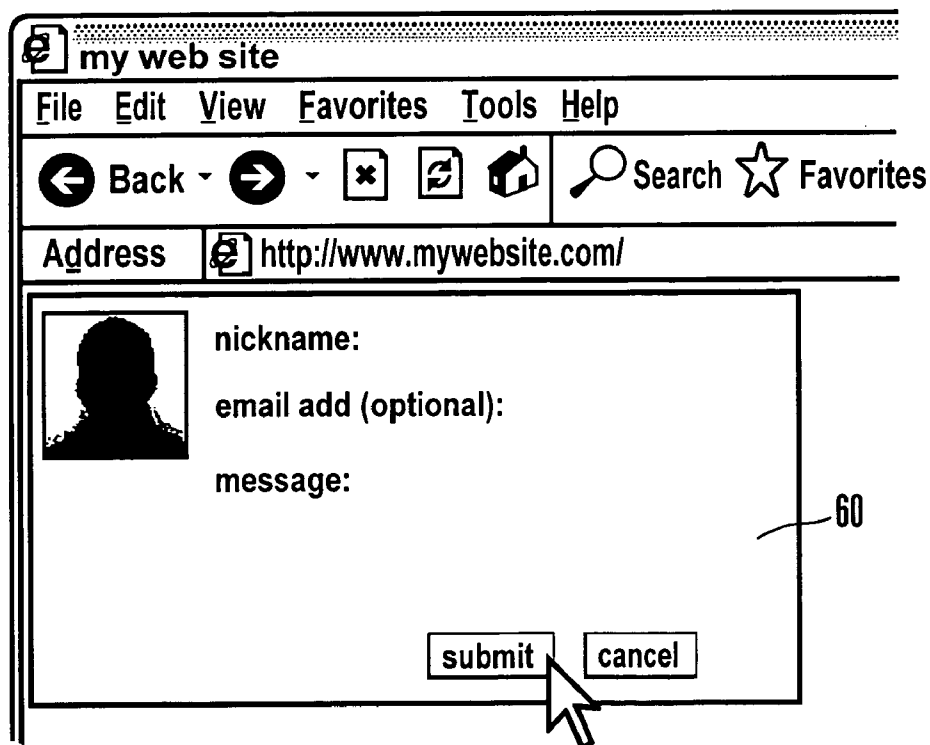 my web site
File Edit View Favorites Tools Help
Back Search Favorites
Address http://www.mywebsite.com/
nickname:
email add (optional):
message:
60
submit cancel